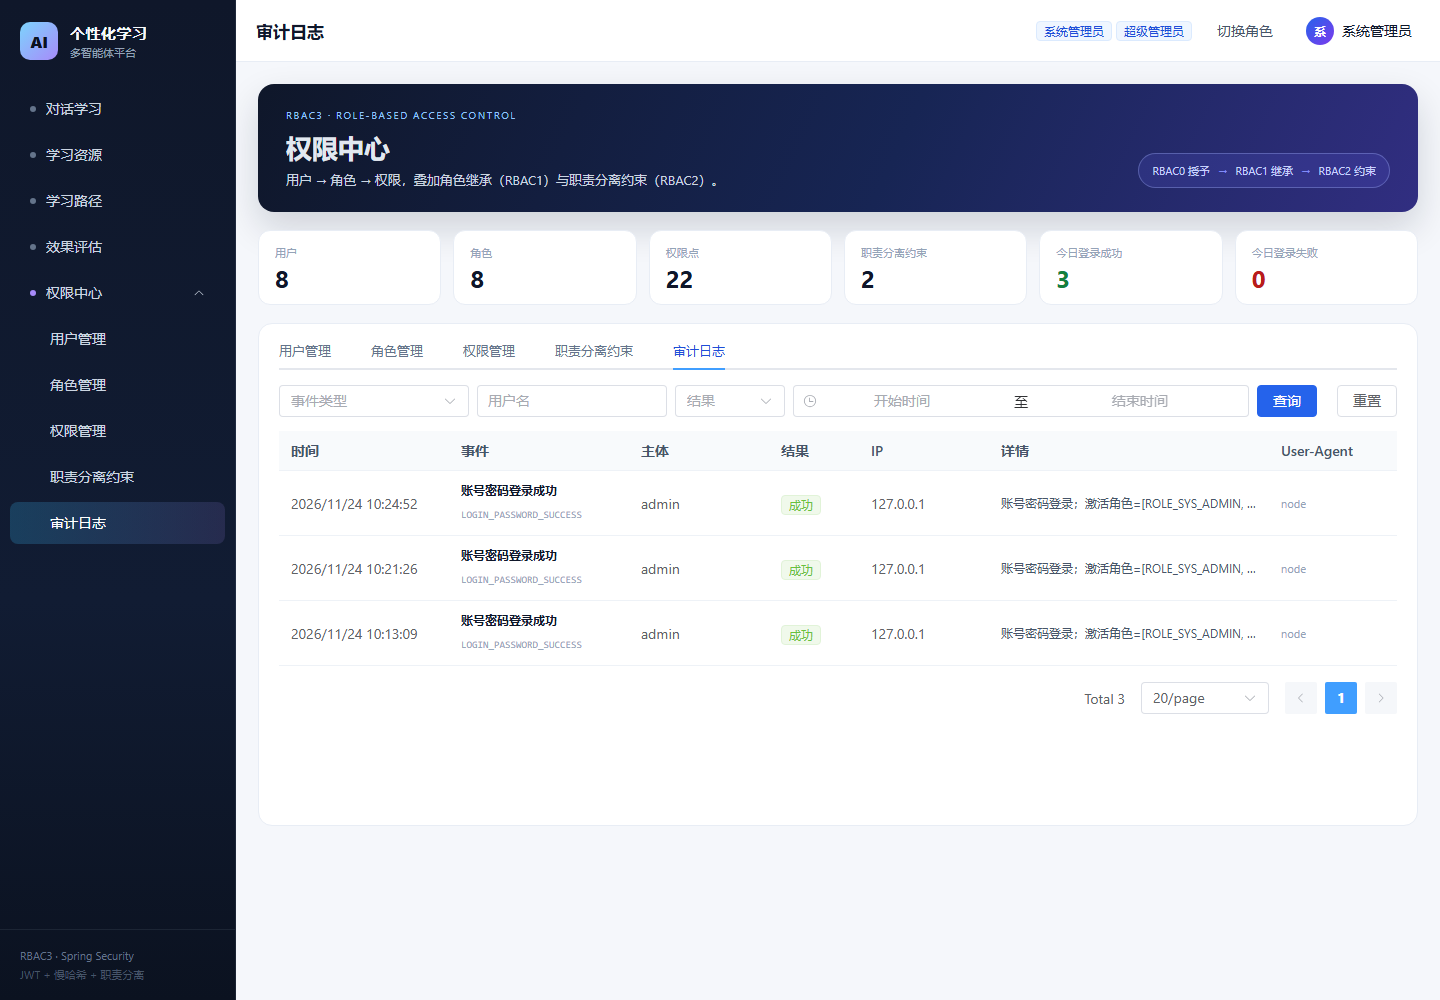 AI
个性化学习
多智能体平台
对话学习
学习资源
学习路径
效果评估
权限中心
用户管理
角色管理
权限管理
职责分离约束
审计日志
RBAC3 · Spring Security
JWT + 慢哈希 + 职责分离
审计日志
系统管理员 超级管理员 切换角色 系 系统管理员
RBAC3 · ROLE-BASED ACCESS CONTROL
权限中心
用户 → 角色 → 权限，叠加角色继承（RBAC1）与职责分离约束（RBAC2）。
RBAC0 授予 → RBAC1 继承 → RBAC2 约束
用户 角色 权限点 职责分离约束 今日登录成功 今日登录失败
8 8 22 2 3 0
用户管理 角色管理 权限管理 职责分离约束 审计日志
事件类型 用户名 结果 开始时间 至 结束时间 查询 重置
时间 事件 主体 结果 IP 详情 User-Agent
2026/11/24 10:24:52 账号密码登录成功 LOGIN_PASSWORD_SUCCESS admin 成功 127.0.0.1 账号密码登录；激活角色=[ROLE_SYS_ADMIN, ... node
2026/11/24 10:21:26 账号密码登录成功 LOGIN_PASSWORD_SUCCESS admin 成功 127.0.0.1 账号密码登录；激活角色=[ROLE_SYS_ADMIN, ... node
2026/11/24 10:13:09 账号密码登录成功 LOGIN_PASSWORD_SUCCESS admin 成功 127.0.0.1 账号密码登录；激活角色=[ROLE_SYS_ADMIN, ... node
Total 3 20/page 1